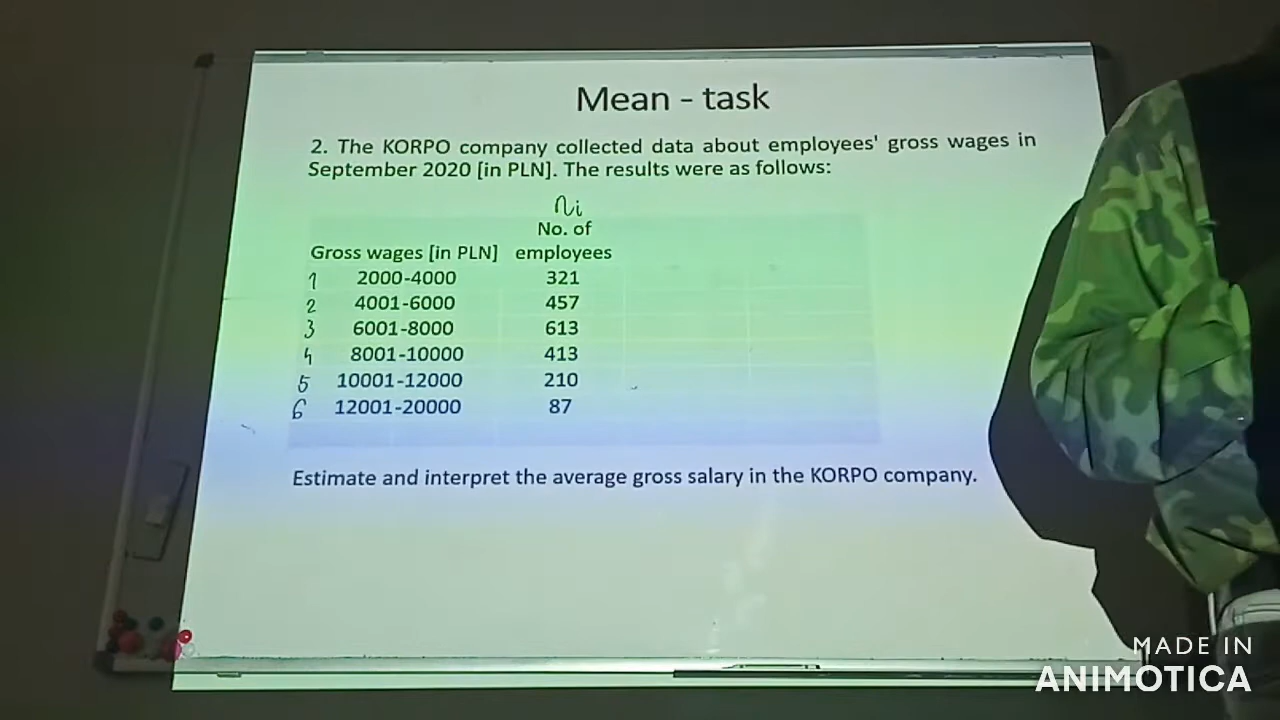 Mean - task
2. The KORPO company collected data about employees' gross wages in
September 2020 [in PLN]. The results were as follows:
ni
No. of
Gross wages [in PLN] employees
1 2000-4000 321
2 4001-6000 457
3 6001-8000 613
4 8001-10000 413
5 10001-12000 210
6 12001-20000 87
Estimate and interpret the average gross salary in the KORPO company.
MADE IN
ANIMOTICA